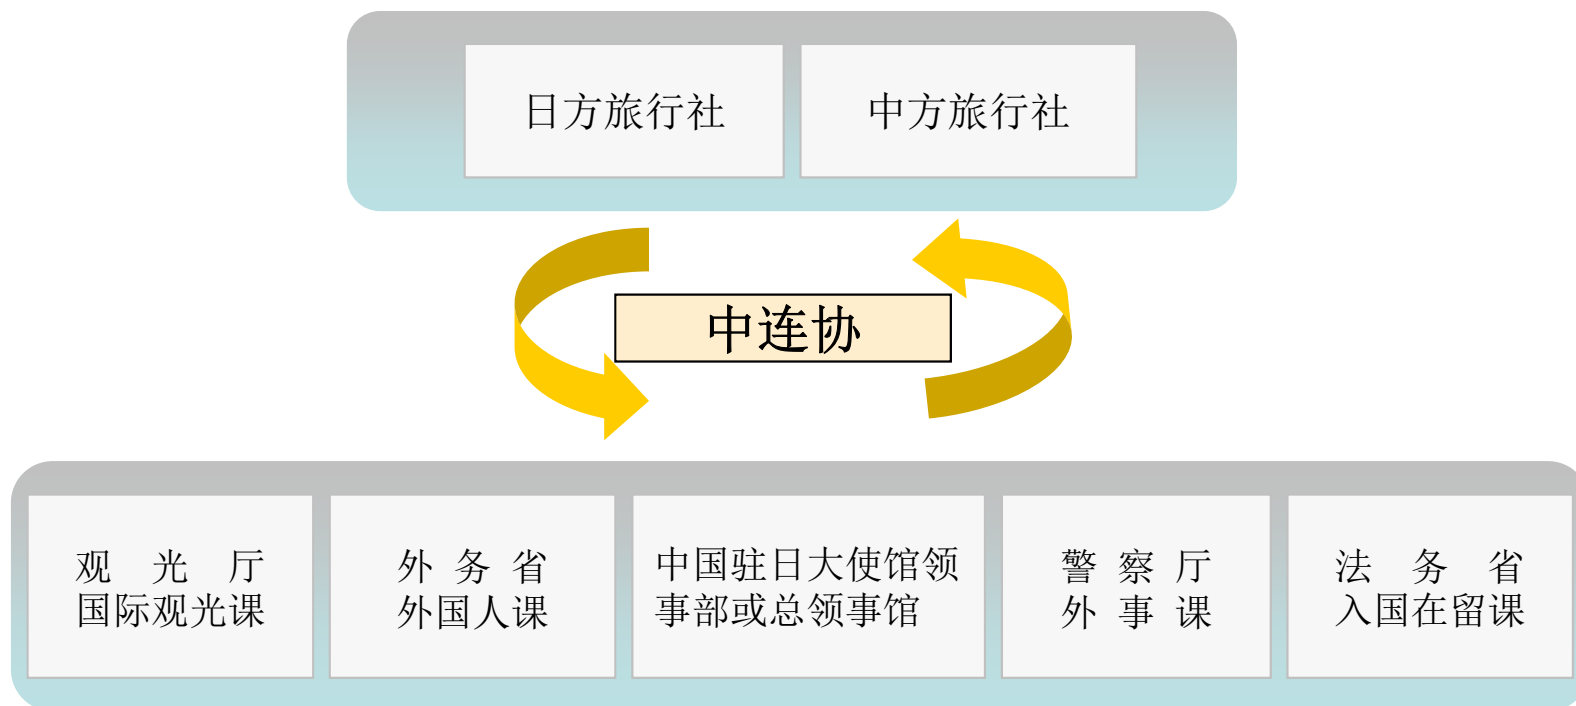 日方旅行社
中方旅行社
中连协
观光厅
国际观光课
外务省
外国人课
中国驻日大使馆领
事部或总领事馆
警察厅
外事课
法务省
入国在留课